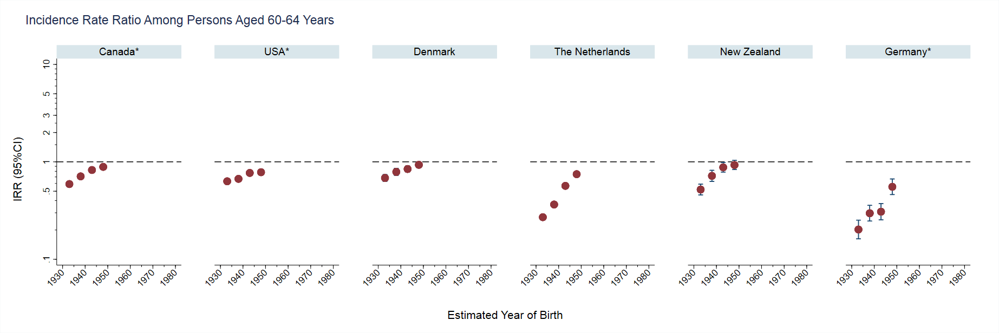 Incidence Rate Ratio Among Persons Aged 60-64 Years
Canada* USA* Denmark The Netherlands New Zealand Germany*
10
5
3
2
1
.5
.1
IRR (95%CI)
1930 1940 1950 1960 1970 1980 1930 1940 1950 1960 1970 1980 1930 1940 1950 1960 1970 1980 1930 1940 1950 1960 1970 1980 1930 1940 1950 1960 1970 1980 1930 1940 1950 1960 1970 1980
Estimated Year of Birth